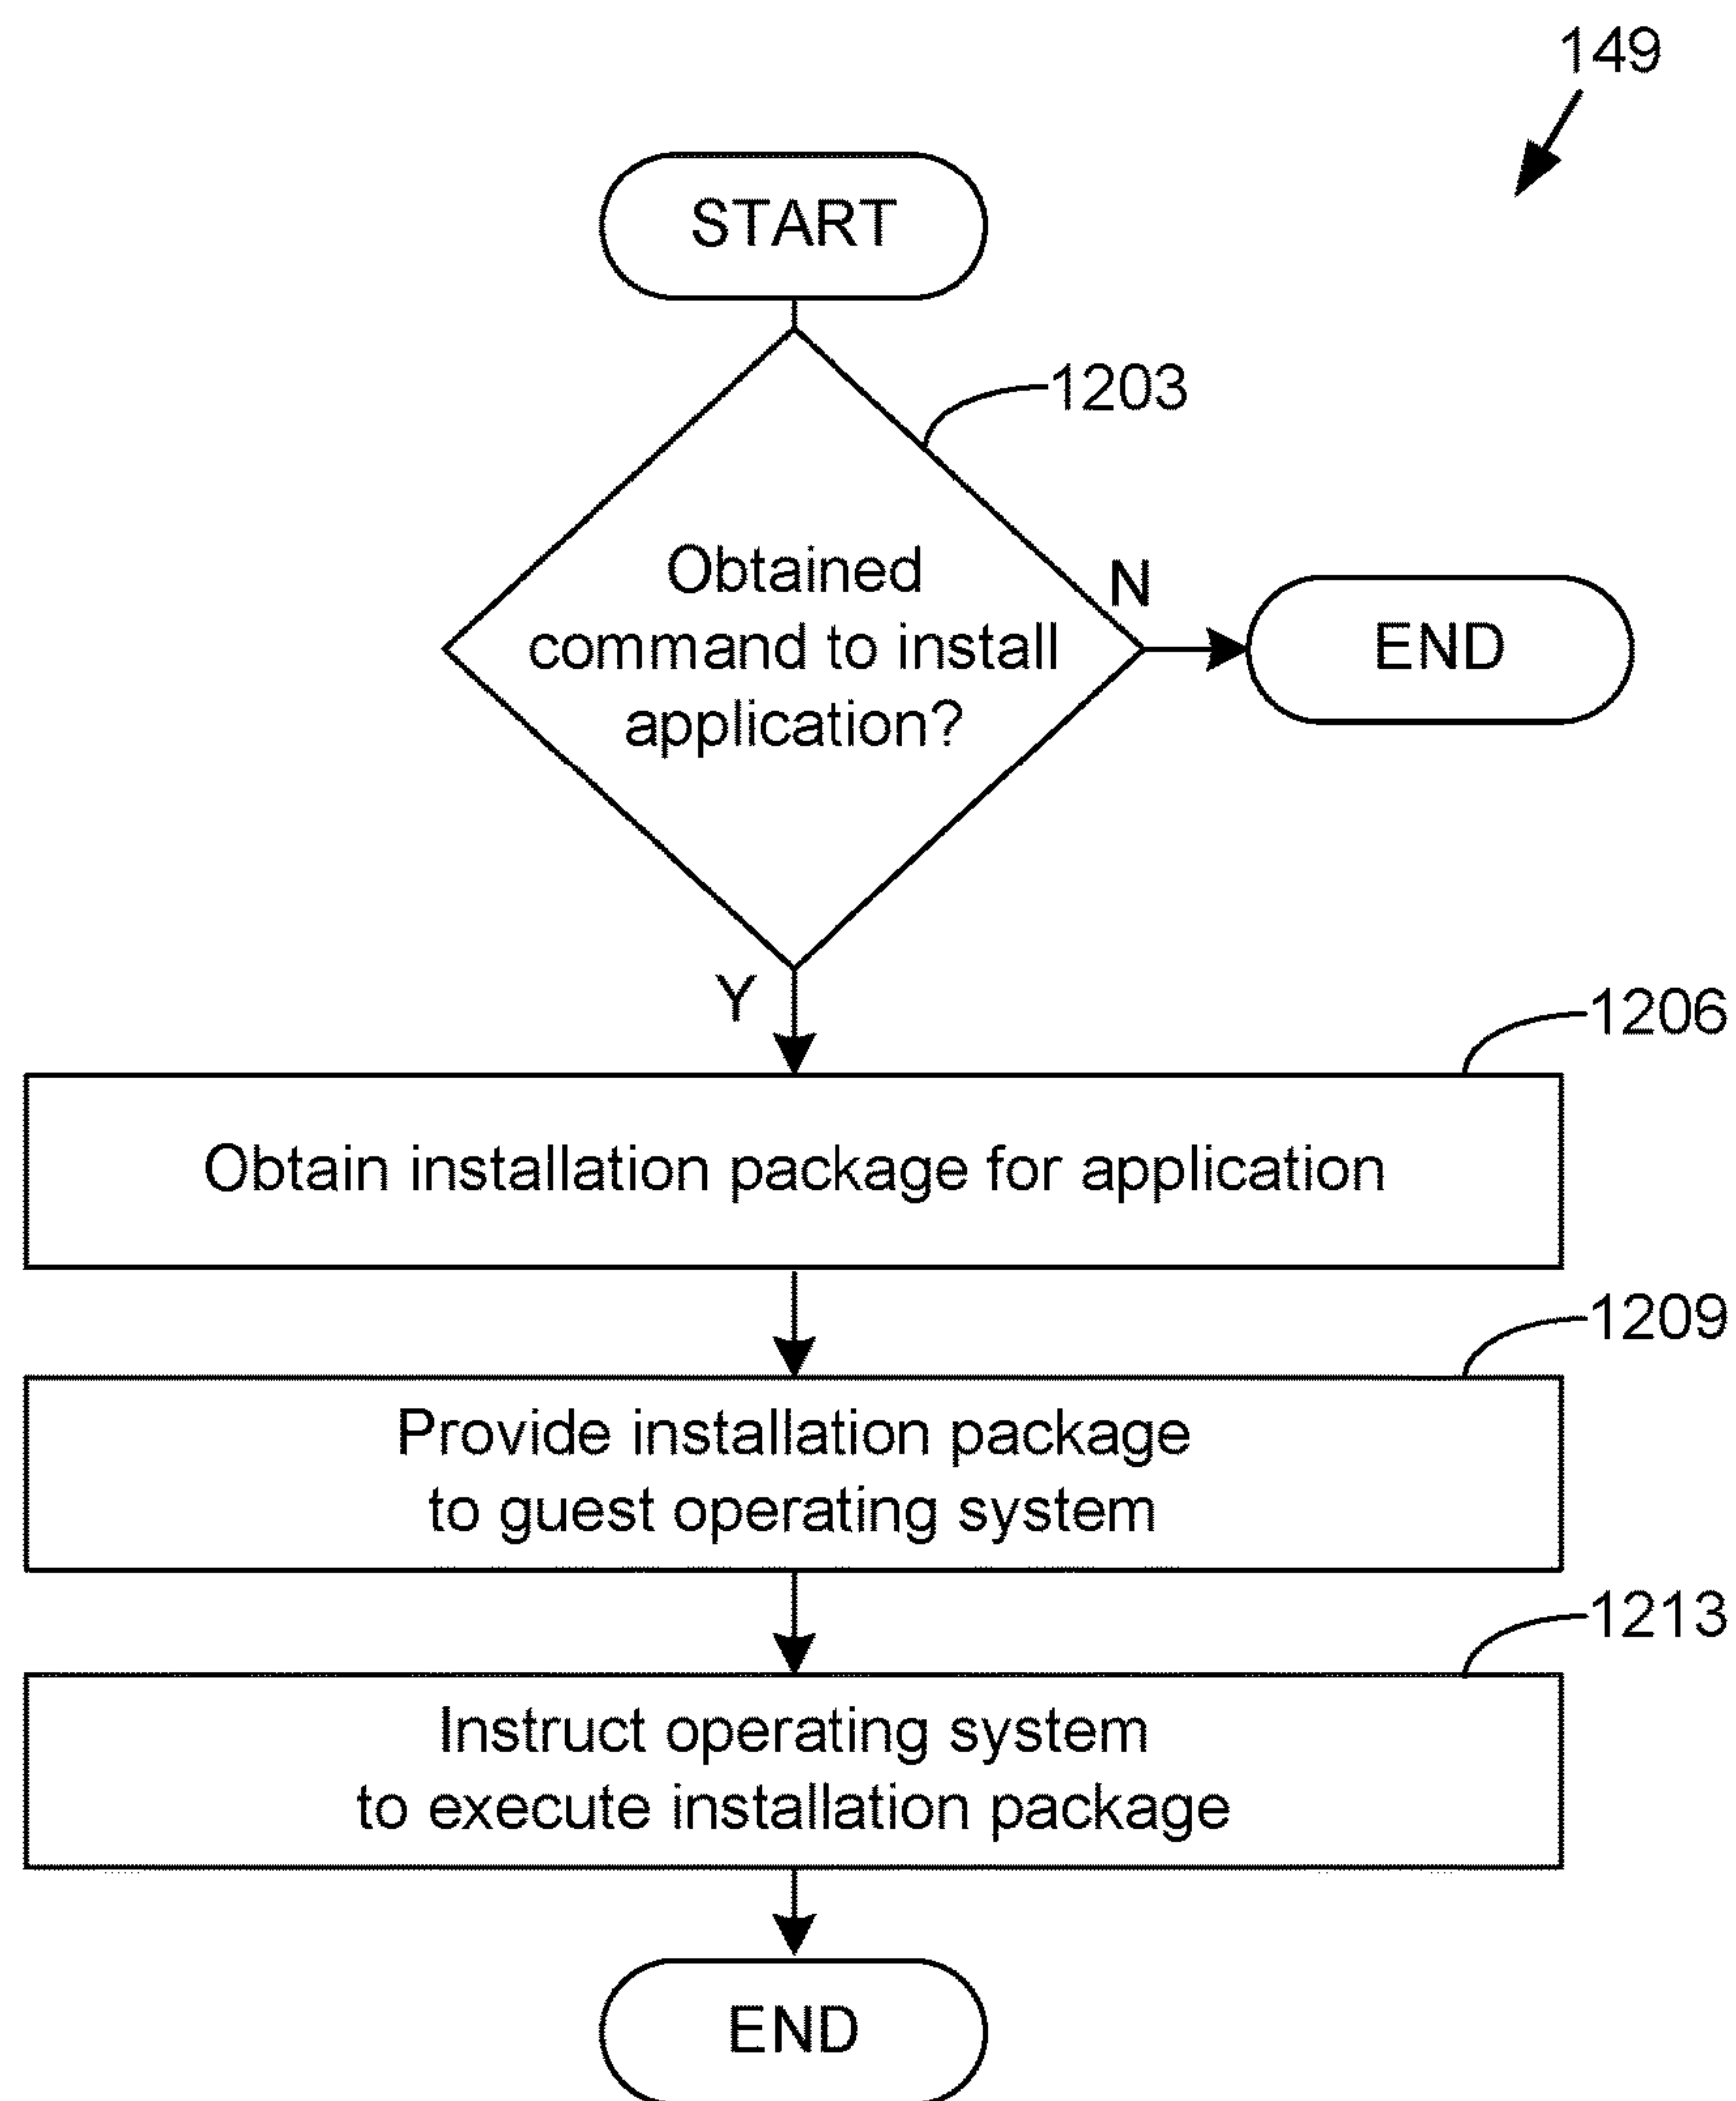 149
START
1203
Obtained
command to install
application?
N
END
Y
1206
Obtain installation package for application
1209
Provide installation package
to guest operating system
1213
Instruct operating system
to execute installation package
END